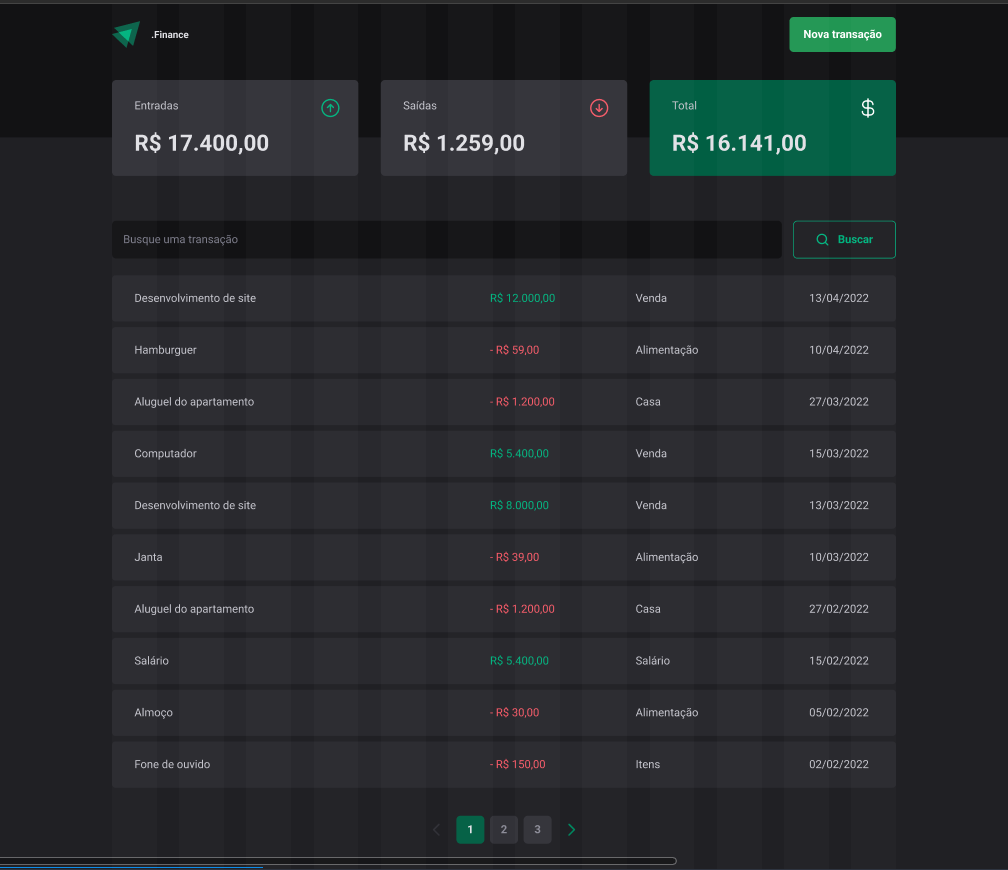 .Finance Nova transação
Entradas Saídas Total
R$ 17.400,00 R$ 1.259,00 R$ 16.141,00
Busque uma transação Buscar
Desenvolvimento de site R$ 12.000,00 Venda 13/04/2022
Hamburguer - R$ 59,00 Alimentação 10/04/2022
Aluguel do apartamento - R$ 1.200,00 Casa 27/03/2022
Computador R$ 5.400,00 Venda 15/03/2022
Desenvolvimento de site R$ 8.000,00 Venda 13/03/2022
Janta - R$ 39,00 Alimentação 10/03/2022
Aluguel do apartamento - R$ 1.200,00 Casa 27/02/2022
Salário R$ 5.400,00 Salário 15/02/2022
Almoço - R$ 30,00 Alimentação 05/02/2022
Fone de ouvido - R$ 150,00 Itens 02/02/2022
1 2 3